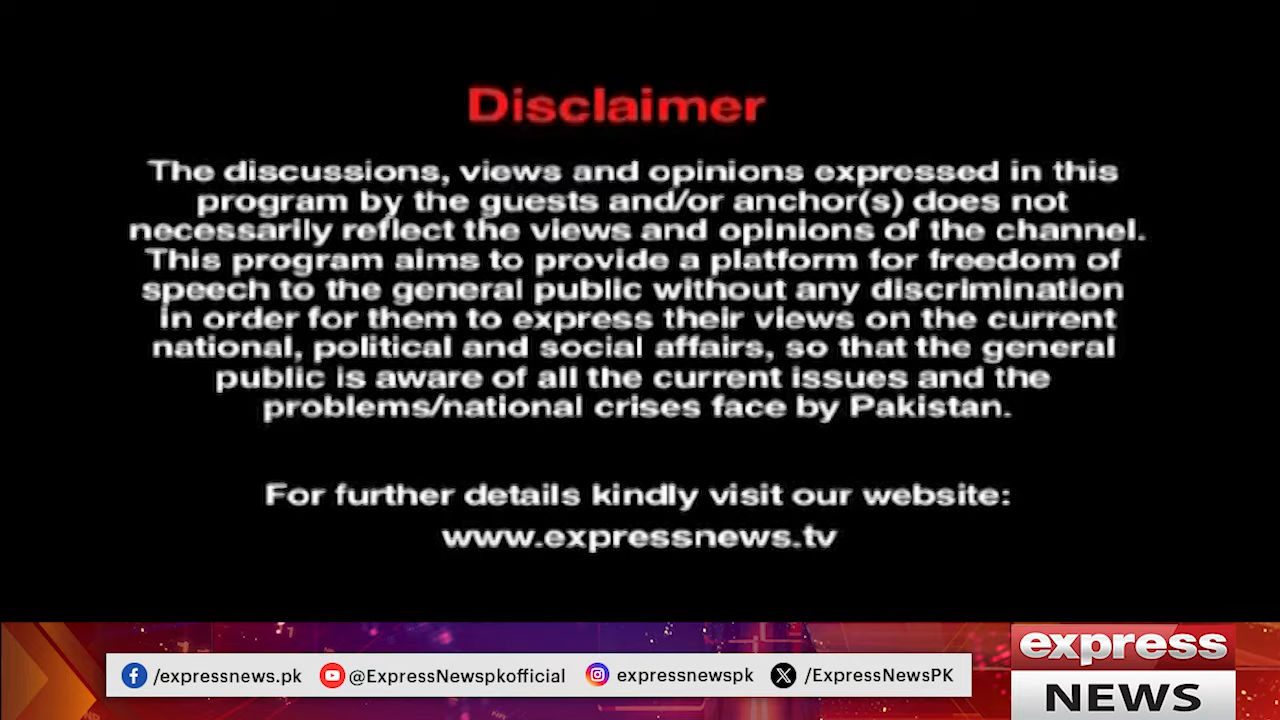 Disclaimer
The discussions, views and opinions expressed in this
program by the guests and/or anchor(s) does not
necessarily reflect the views and opinions of the channel.
This program aims to provide a platform for freedom of
speech to the general public without any discrimination
in order for them to express their views on the current
national, political and social affairs, so that the general
public is aware of all the current issues and the
problems/national crises face by Pakistan.
For further details kindly visit our website:
www.expressnews.tv
/expressnews.pk @ExpressNewspkofficial expressnewspk /ExpressNewsPK
express
NEWS